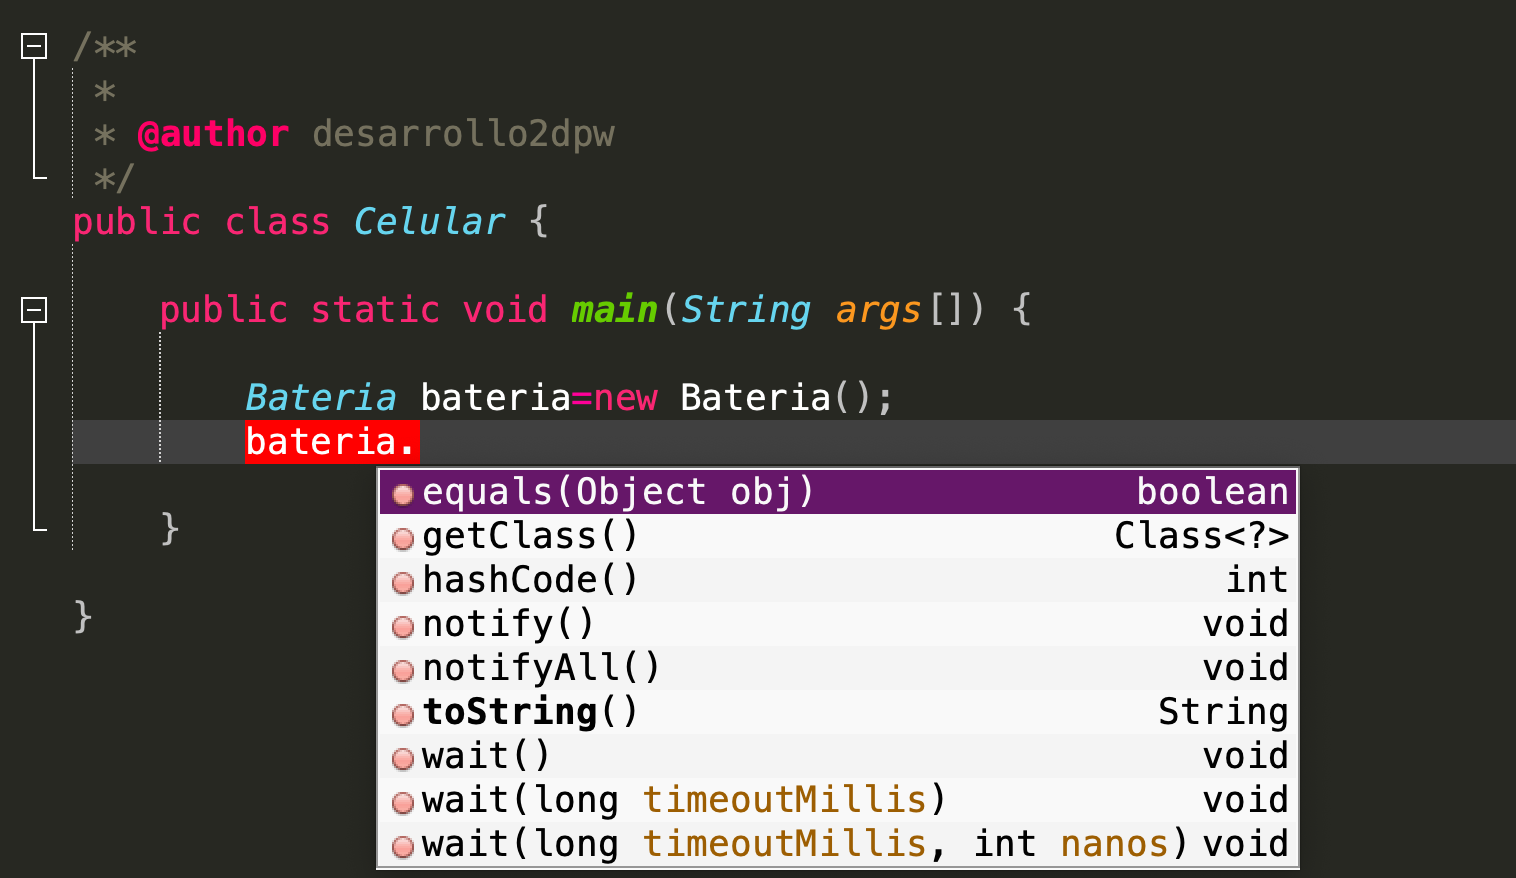 /**
 *
 * @author desarrollo2dpw
 */
public class Celular {
public static void main(String args[]) {
Bateria bateria=new Bateria();
bateria.
equals(Object obj) boolean
getClass() Class<?>
hashCode() int
notify() void
notifyAll() void
toString() String
wait() void
wait(long timeoutMillis) void
wait(long timeoutMillis, int nanos) void
}
}